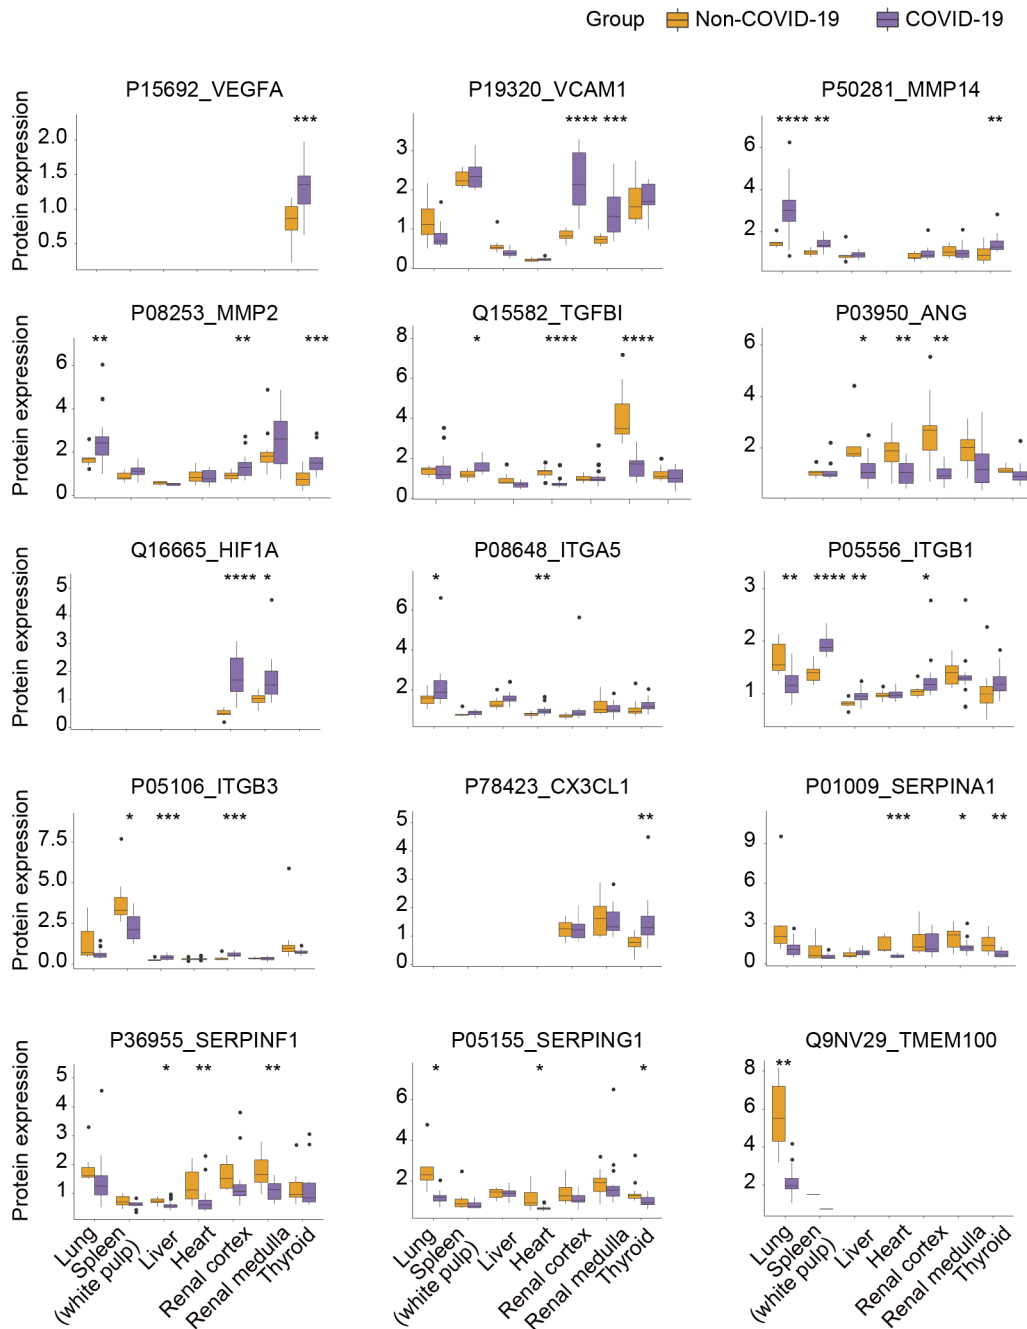 Group Non-COVID-19 COVID-19
P15692_VEGFA P19320_VCAM1 P50281_MMP14
Protein expression
2.0
1.5
1.0
0.5
***
3
2
1
0
**** ***
6
4
2
**** ** **
P08253_MMP2 Q15582_TGFBI P03950_ANG
Protein expression
6
4
2
0
** ** ***
8
6
4
2
0
* **** ****
6
4
2
0
* ** **
Q16665_HIF1A P08648_ITGA5 P05556_ITGB1
Protein expression
5
4
3
2
1
0
**** *
6
4
2
* **
3
2
1
** **** ** *
P05106_ITGB3 P78423_CX3CL1 P01009_SERPINA1
Protein expression
7.5
5.0
2.5
0.0
* *** ***
5
4
3
2
1
0
**
9
6
3
0
*** * **
P36955_SERPINF1 P05155_SERPING1 Q9NV29_TMEM100
Protein expression
5
4
3
2
1
* ** **
6
4
2
* * *
8
6
4
2
**
Lung
Spleen
(white pulp)
Liver
Heart
Renal cortex
Renal medulla
Thyroid
Lung
Spleen
(white pulp)
Liver
Heart
Renal cortex
Renal medulla
Thyroid
Lung
Spleen
(white pulp)
Liver
Heart
Renal cortex
Renal medulla
Thyroid